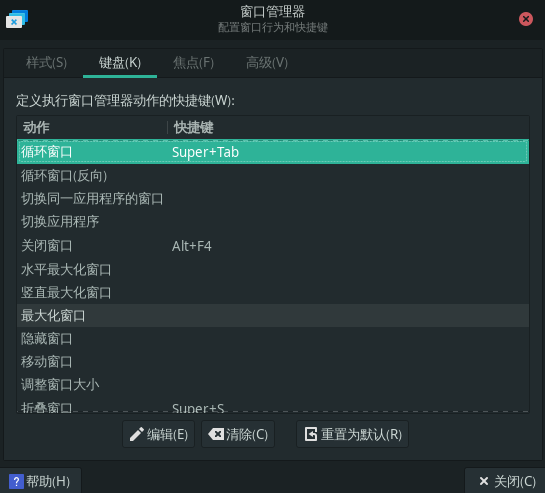 窗口管理器
配置窗口行为和快捷键
样式(S) 键盘(K) 焦点(F) 高级(V)
定义执行窗口管理器动作的快捷键(W):
动作 快捷键
循环窗口 Super+Tab
循环窗口(反向)
切换同一应用程序的窗口
切换应用程序
关闭窗口 Alt+F4
水平最大化窗口
竖直最大化窗口
最大化窗口
隐藏窗口
移动窗口
调整窗口大小
折叠窗口 Super+S
编辑(E) 清除(C) 重置为默认(R)
帮助(H) 关闭(C)